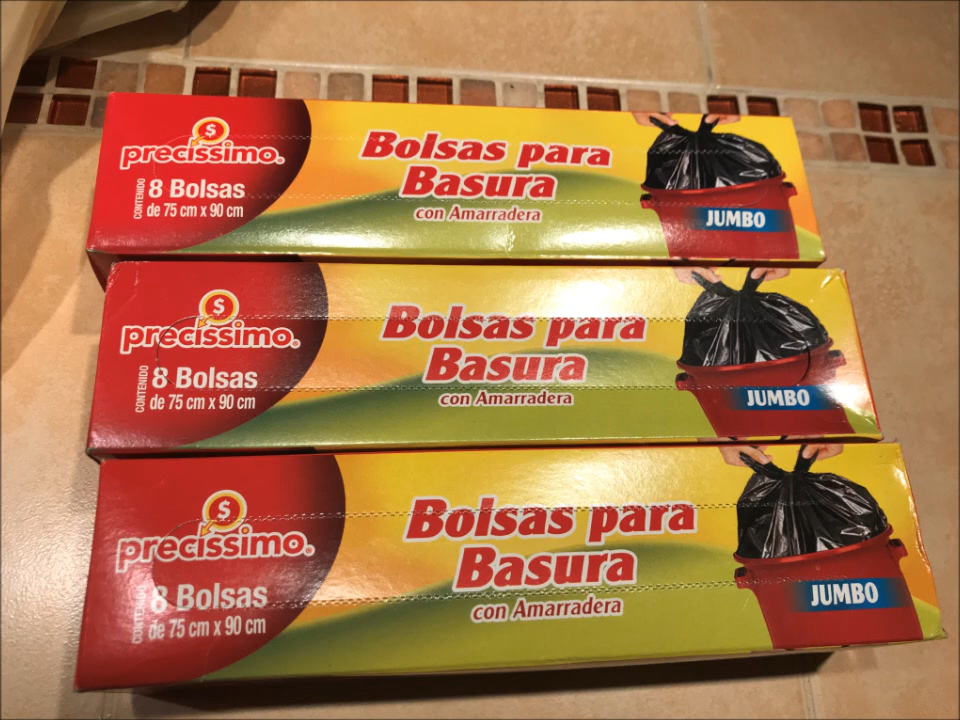 $
precissimo.
CONTENIDO
8 Bolsas
de 75 cm x 90 cm
Bolsas para
Basura
con Amarradera
JUMBO
$
precissimo.
CONTENIDO
8 Bolsas
de 75 cm x 90 cm
Bolsas para
Basura
con Amarradera
JUMBO
$
precissimo.
CONTENIDO
8 Bolsas
de 75 cm x 90 cm
Bolsas para
Basura
con Amarradera
JUMBO